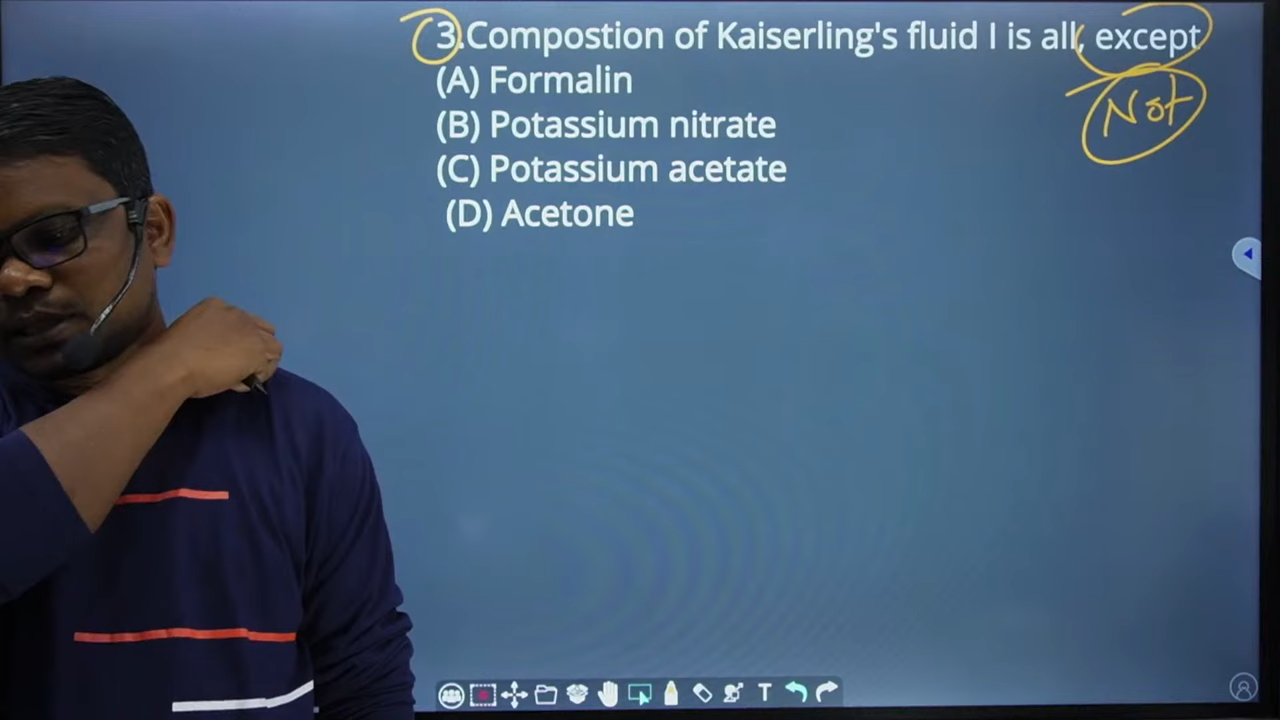 3.Compostion of Kaiserling's fluid I is all, except
Not
(A) Formalin
(B) Potassium nitrate
(C) Potassium acetate
(D) Acetone
T